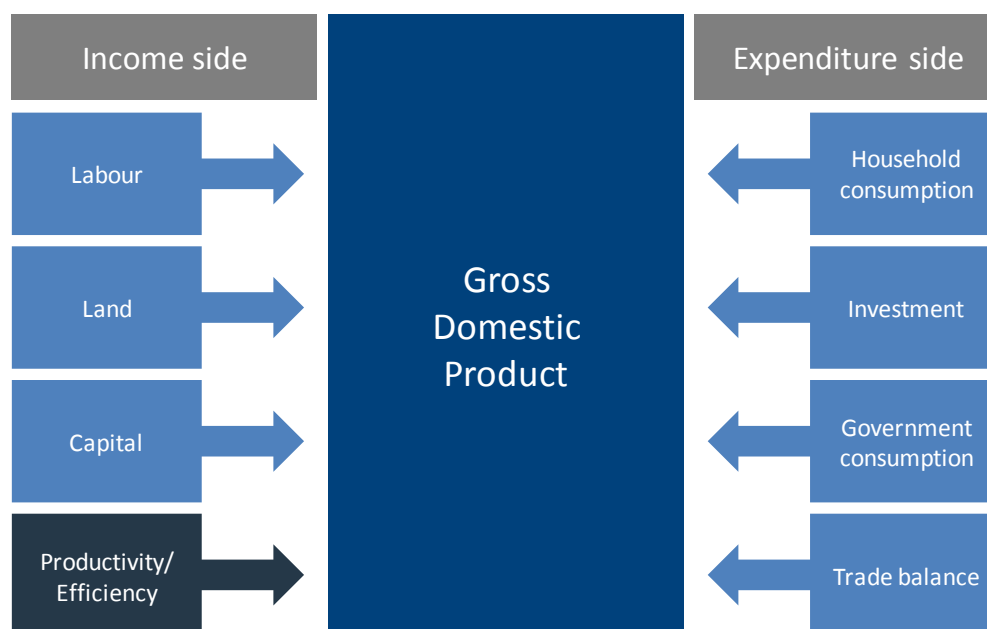 Income side
Labour
Land
Capital
Productivity/
Efficiency
Gross
Domestic
Product
Expenditure side
Household
consumption
Investment
Government
consumption
Trade balance